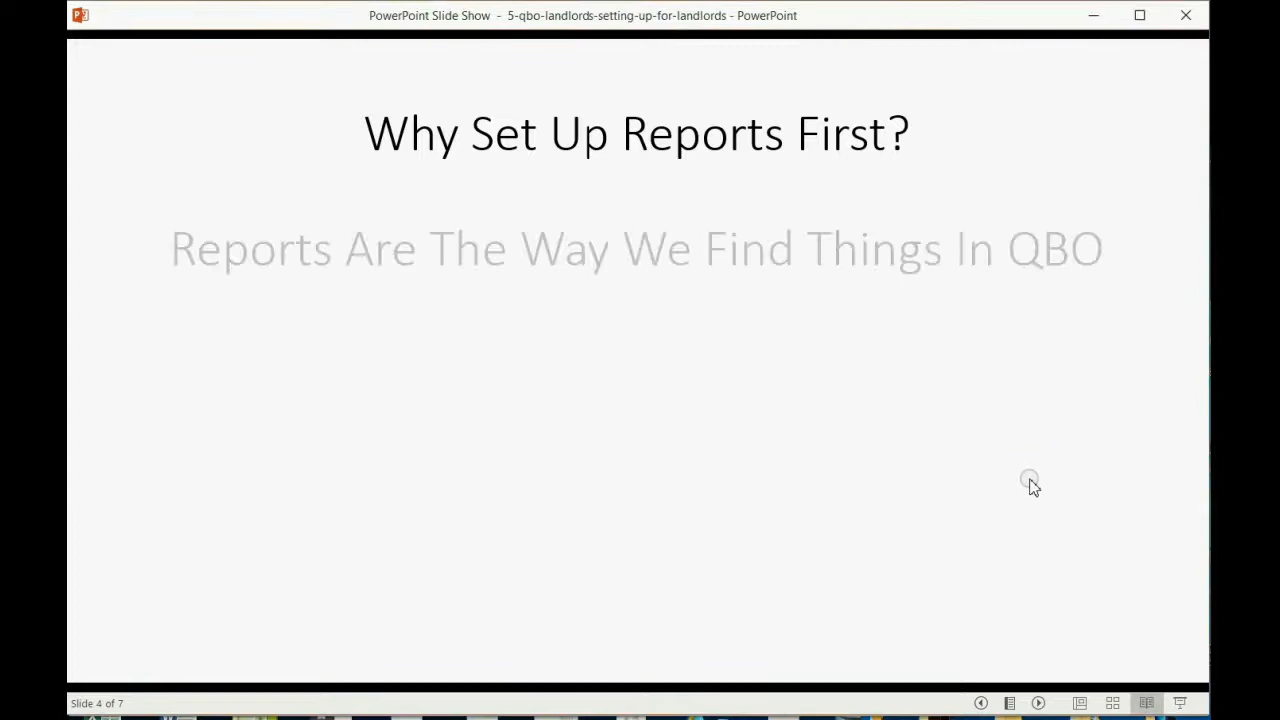 PowerPoint Slide Show - 5-qbo-landlords-setting-up-for-landlords - PowerPoint
Why Set Up Reports First?
Reports Are The Way We Find Things In QBO
Slide 4 of 7